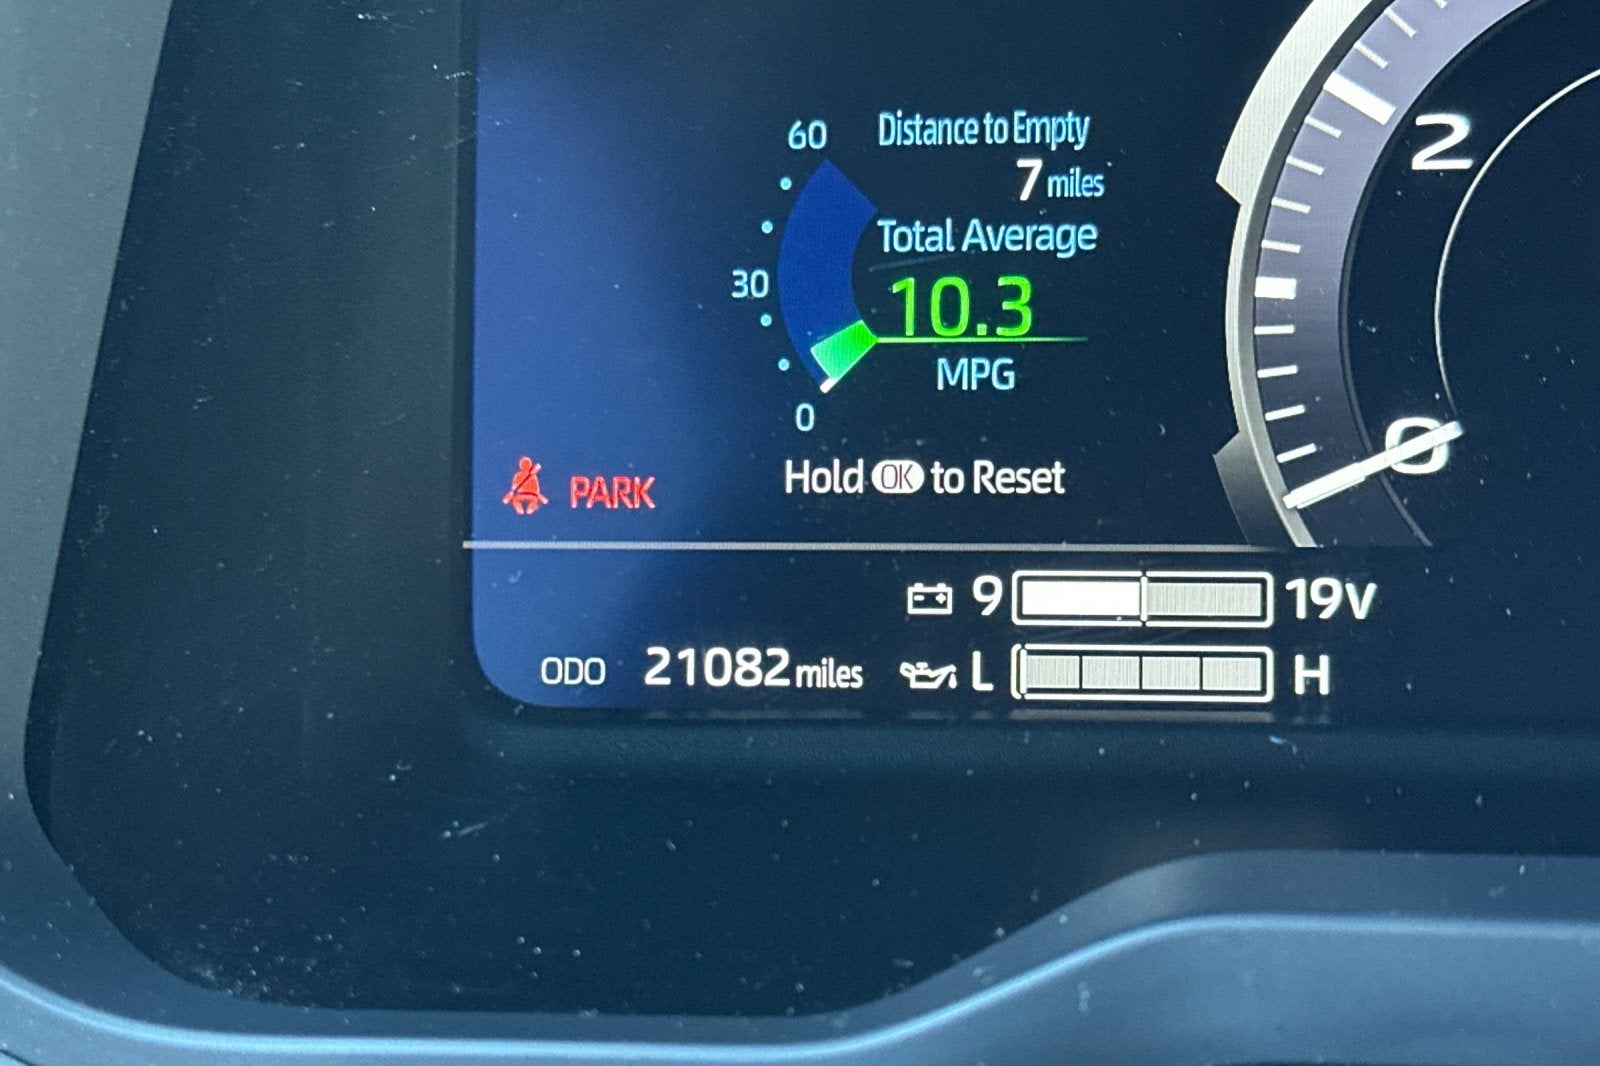 60
Distance to Empty
7 miles
Total Average
30
10.3
MPG
0
Hold OK to Reset
PARK
2
0
9 19V
ODO 21082 miles L H